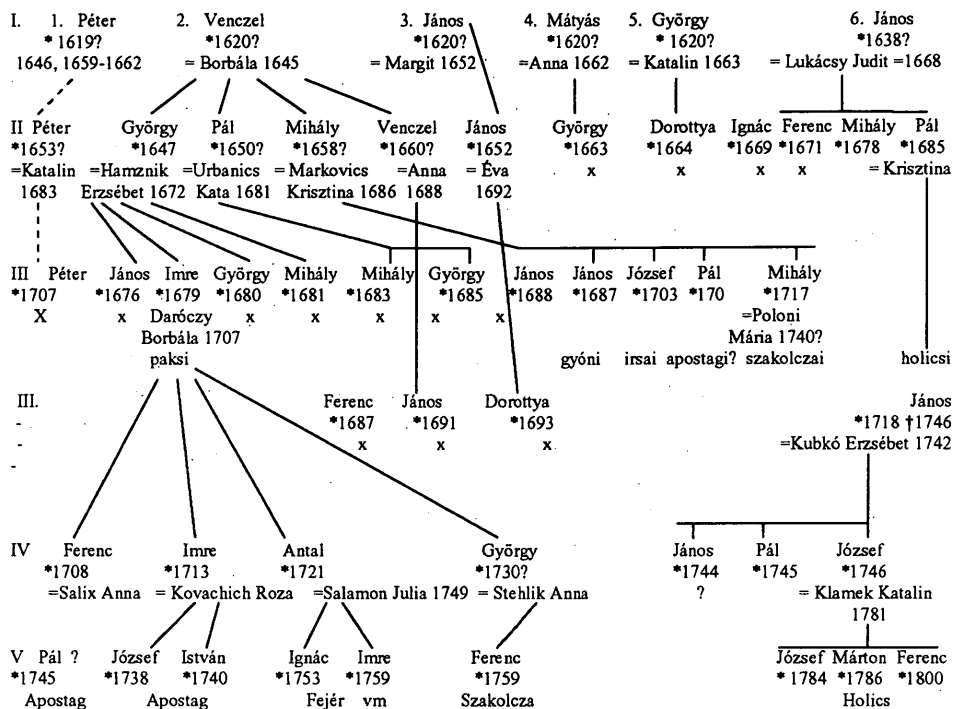 I. 1. Péter 2. Venczel 3. János 4. Mátyás 5. György 6. János
*1619? *1620? *1620? *1620? *1620? *1638?
1646, 1659-1662 = Borbála 1645 = Margit 1652 =Anna 1662 = Katalin 1663 = Lukácsy Judit =1668
II Péter György Pál Mihály Venczel János György Dorottya Ignác Ferenc Mihály Pál
*1653? *1647 *1650? *1658? *1660? *1652 *1663 *1664 *1669 *1671 *1678 *1685
=Katalin =Hamznik =Urbanics = Markovics =Anna = Éva x x x x = Krisztina
1683 Erzsébet 1672 Kata 1681 Krisztina 1686 1688 1692
III Péter János Imre György Mihály Mihály György János János József Pál Mihály
*1707 *1676 *1679 *1680 *1681 *1683 *1685 *1688 *1687 *1703 *170 *1717
X x Daróczy x x x x x =Poloni
Borbála 1707 Mária 1740?
paksi gyóni irsai apostagi? szakolczai holicsi
III. Ferenc János Dorottya János
- *1687 *1691 *1693 *1718 †1746
- x x x =Kubkó Erzsébet 1742
-
IV Ferenc Imre Antal György János Pál József
*1708 *1713 *1721 *1730? *1744 *1745 *1746
=Salix Anna = Kovachich Roza =Salamon Julia 1749 = Stehlik Anna ? = Klamek Katalin
1781
V Pál ? József István Ignác Imre Ferenc József Márton Ferenc
*1745 *1738 *1740 *1753 *1759 *1759 * 1784 *1786 *1800
Apostag Apostag Fejér vm Szakolcza Holics